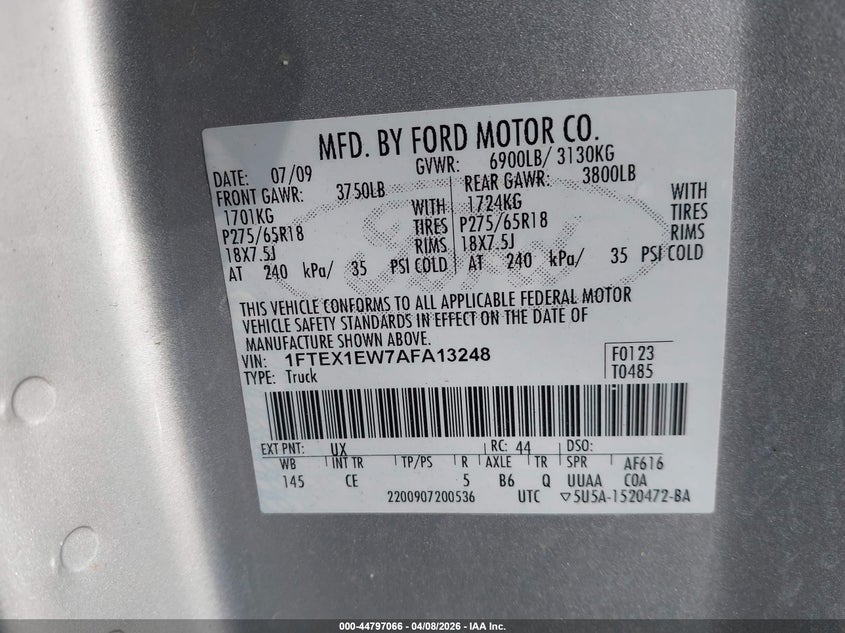 MFD. BY FORD MOTOR CO.
DATE: 07/09 GVWR: 6900LB/ 3130KG
FRONT GAWR: 3750LB REAR GAWR: 3800LB
1701KG WITH 1724KG WITH
P275/65R18 TIRES P275/65R18 TIRES
18X7.5J RIMS 18X7.5J RIMS
AT 240 kPa/ 35 PSI COLD AT 240 kPa/ 35 PSI COLD
THIS VEHICLE CONFORMS TO ALL APPLICABLE FEDERAL MOTOR
VEHICLE SAFETY STANDARDS IN EFFECT ON THE DATE OF
MANUFACTURE SHOWN ABOVE.
VIN: 1FTEX1EW7AFA13248 F0123
TYPE: Truck T0485
EXT PNT: UX RC: 44 DSO:
WB INT TR TP/PS R AXLE TR SPR AF616
145 CE 5 B6 Q UUAA COA
2200907200536 UTC ▽5U5A-1520472-BA
000-44797066 - 04/08/2026 - IAA Inc.